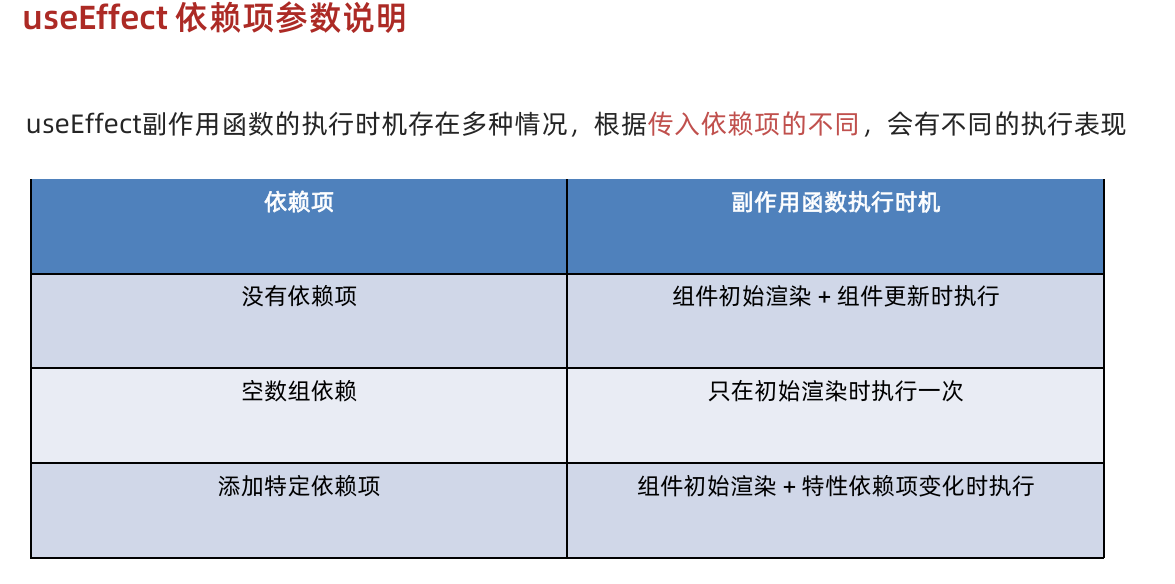 useEffect 依赖项参数说明
useEffect副作用函数的执行时机存在多种情况，根据传入依赖项的不同，会有不同的执行表现
依赖项 副作用函数执行时机
没有依赖项 组件初始渲染 + 组件更新时执行
空数组依赖 只在初始渲染时执行一次
添加特定依赖项 组件初始渲染 + 特性依赖项变化时执行